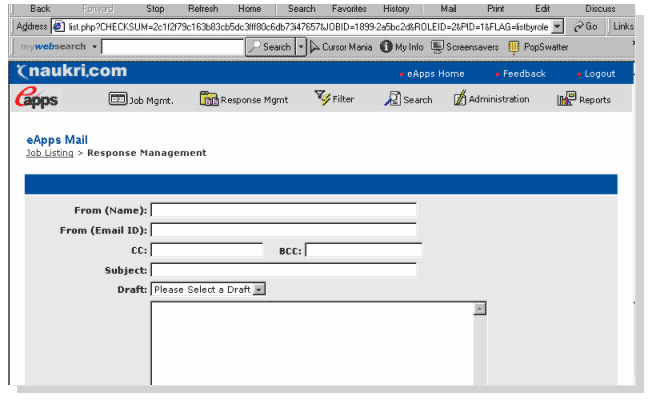 Back Forward Stop Refresh Home Search Favorites History Mail Print Edit Discuss
Address list.php?CHECKSUM=2c1f2f79c163b83cb5dc3fff80c6db73i47657&JOBID=1899-2a5bc2d&ROLEID=2&PID=1&FLAG=listbyrole Go Links
mywebsearch Search Cursor Mania My Info Screensavers PopSwatter
naukri.com eApps Home Feedback Logout
eapps Job Mgmt. Response Mgmt Filter Search Administration Reports
eApps Mail
Job Listing > Response Management
From (Name):
From (Email ID):
CC: BCC:
Subject:
Draft: Please Select a Draft